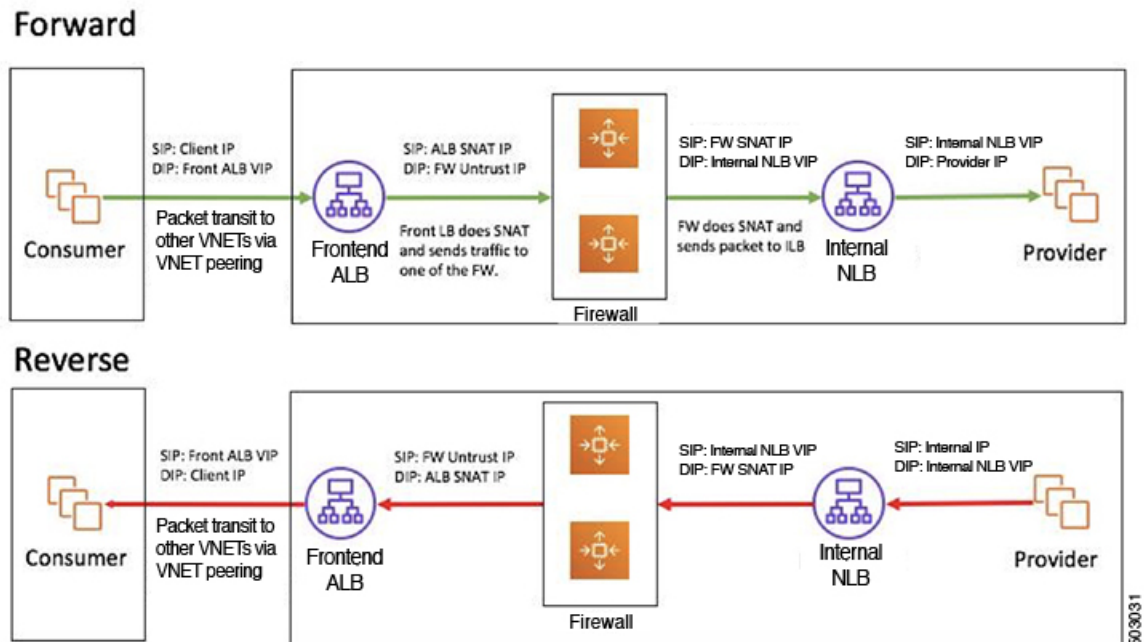 Forward
SIP: Client IP
DIP: Front ALB VIP
Packet transit to
other VNETs via
VNET peering
Consumer
Frontend
ALB
SIP: ALB SNAT IP
DIP: FW Untrust IP
Front LB does SNAT
and sends traffic to
one of the FW.
Firewall
SIP: FW SNAT IP
DIP: Internal NLB VIP
FW does SNAT and
sends packet to ILB
Internal
NLB
SIP: Internal NLB VIP
DIP: Provider IP
Provider
Reverse
SIP: Front ALB VIP
DIP: Client IP
Packet transit to
other VNETs via
VNET peering
Consumer
Frontend
ALB
SIP: FW Untrust IP
DIP: ALB SNAT IP
Firewall
SIP: Internal NLB VIP
DIP: FW SNAT IP
Internal
NLB
SIP: Internal IP
DIP: Internal NLB VIP
Provider